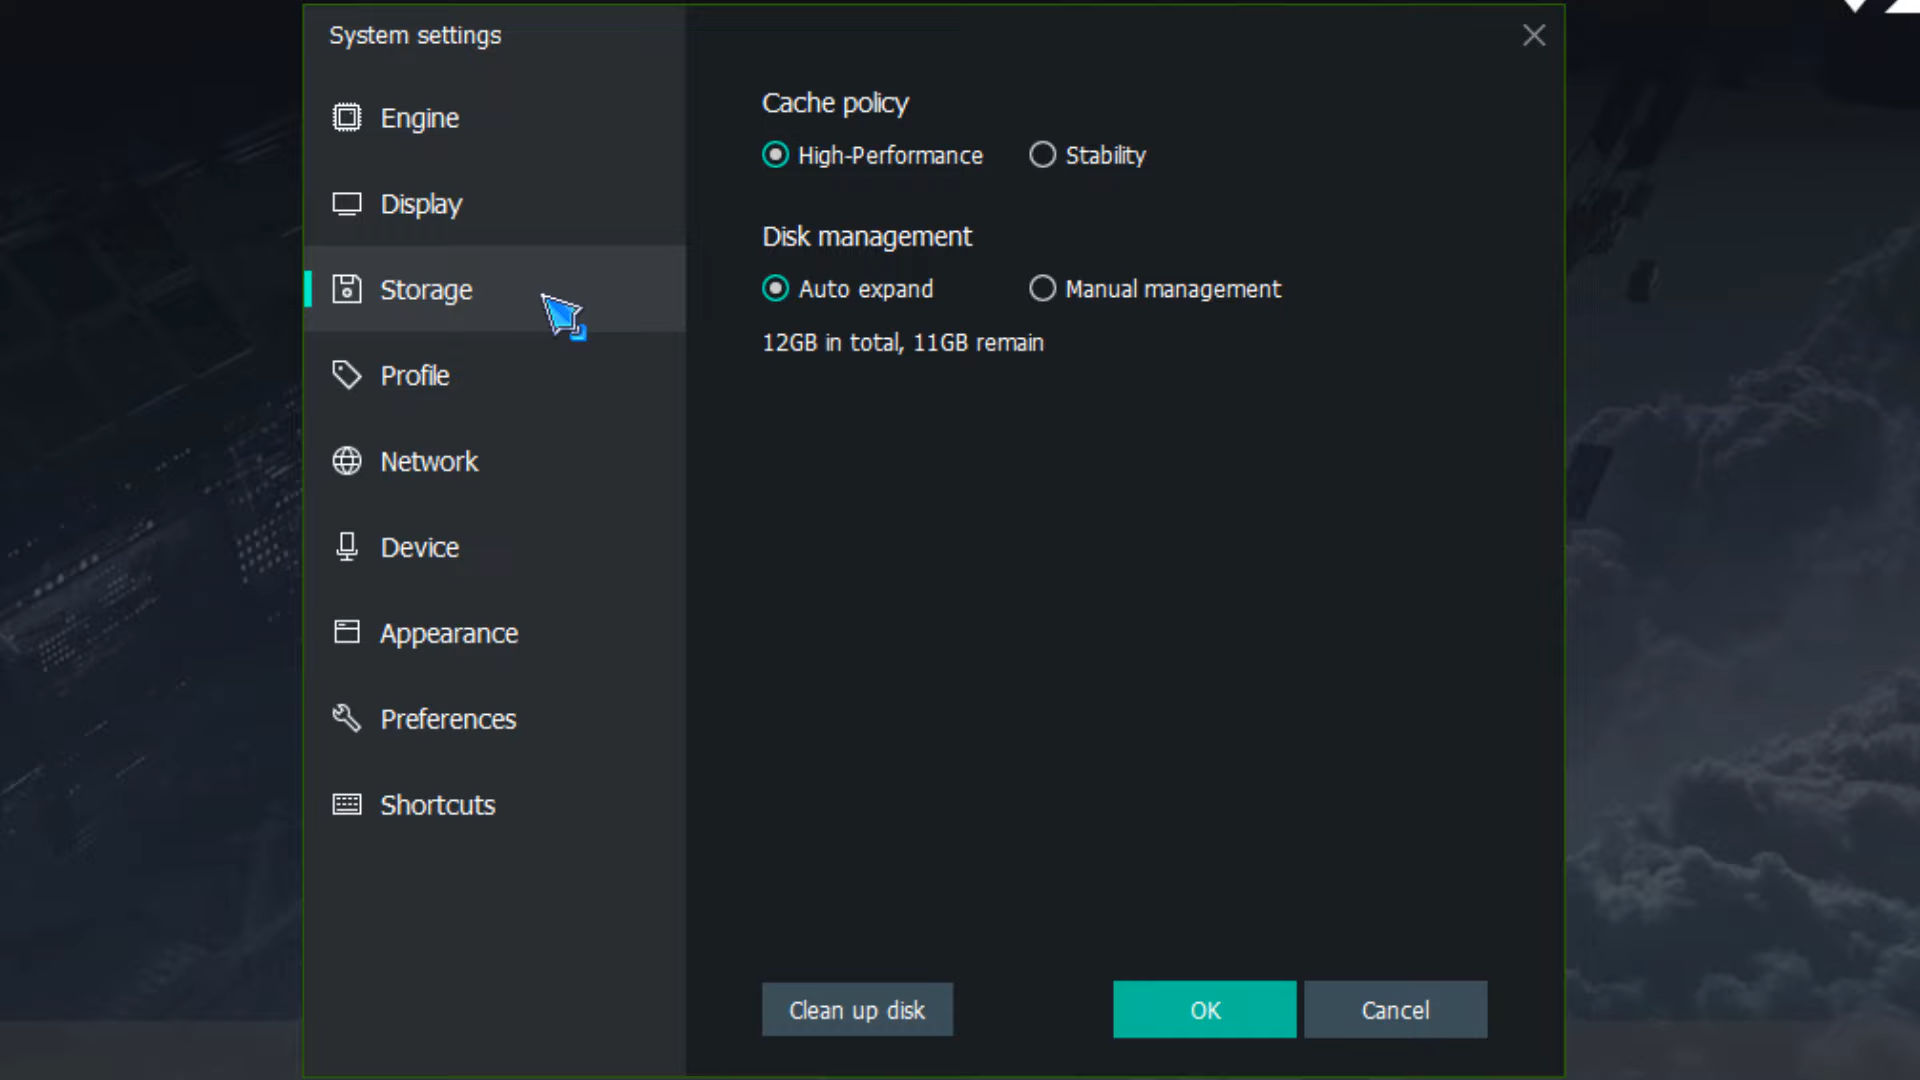 System settings
Engine
Display
Storage
Profile
Network
Device
Appearance
Preferences
Shortcuts
Cache policy
High-Performance Stability
Disk management
Auto expand Manual management
12GB in total, 11GB remain
Clean up disk OK Cancel